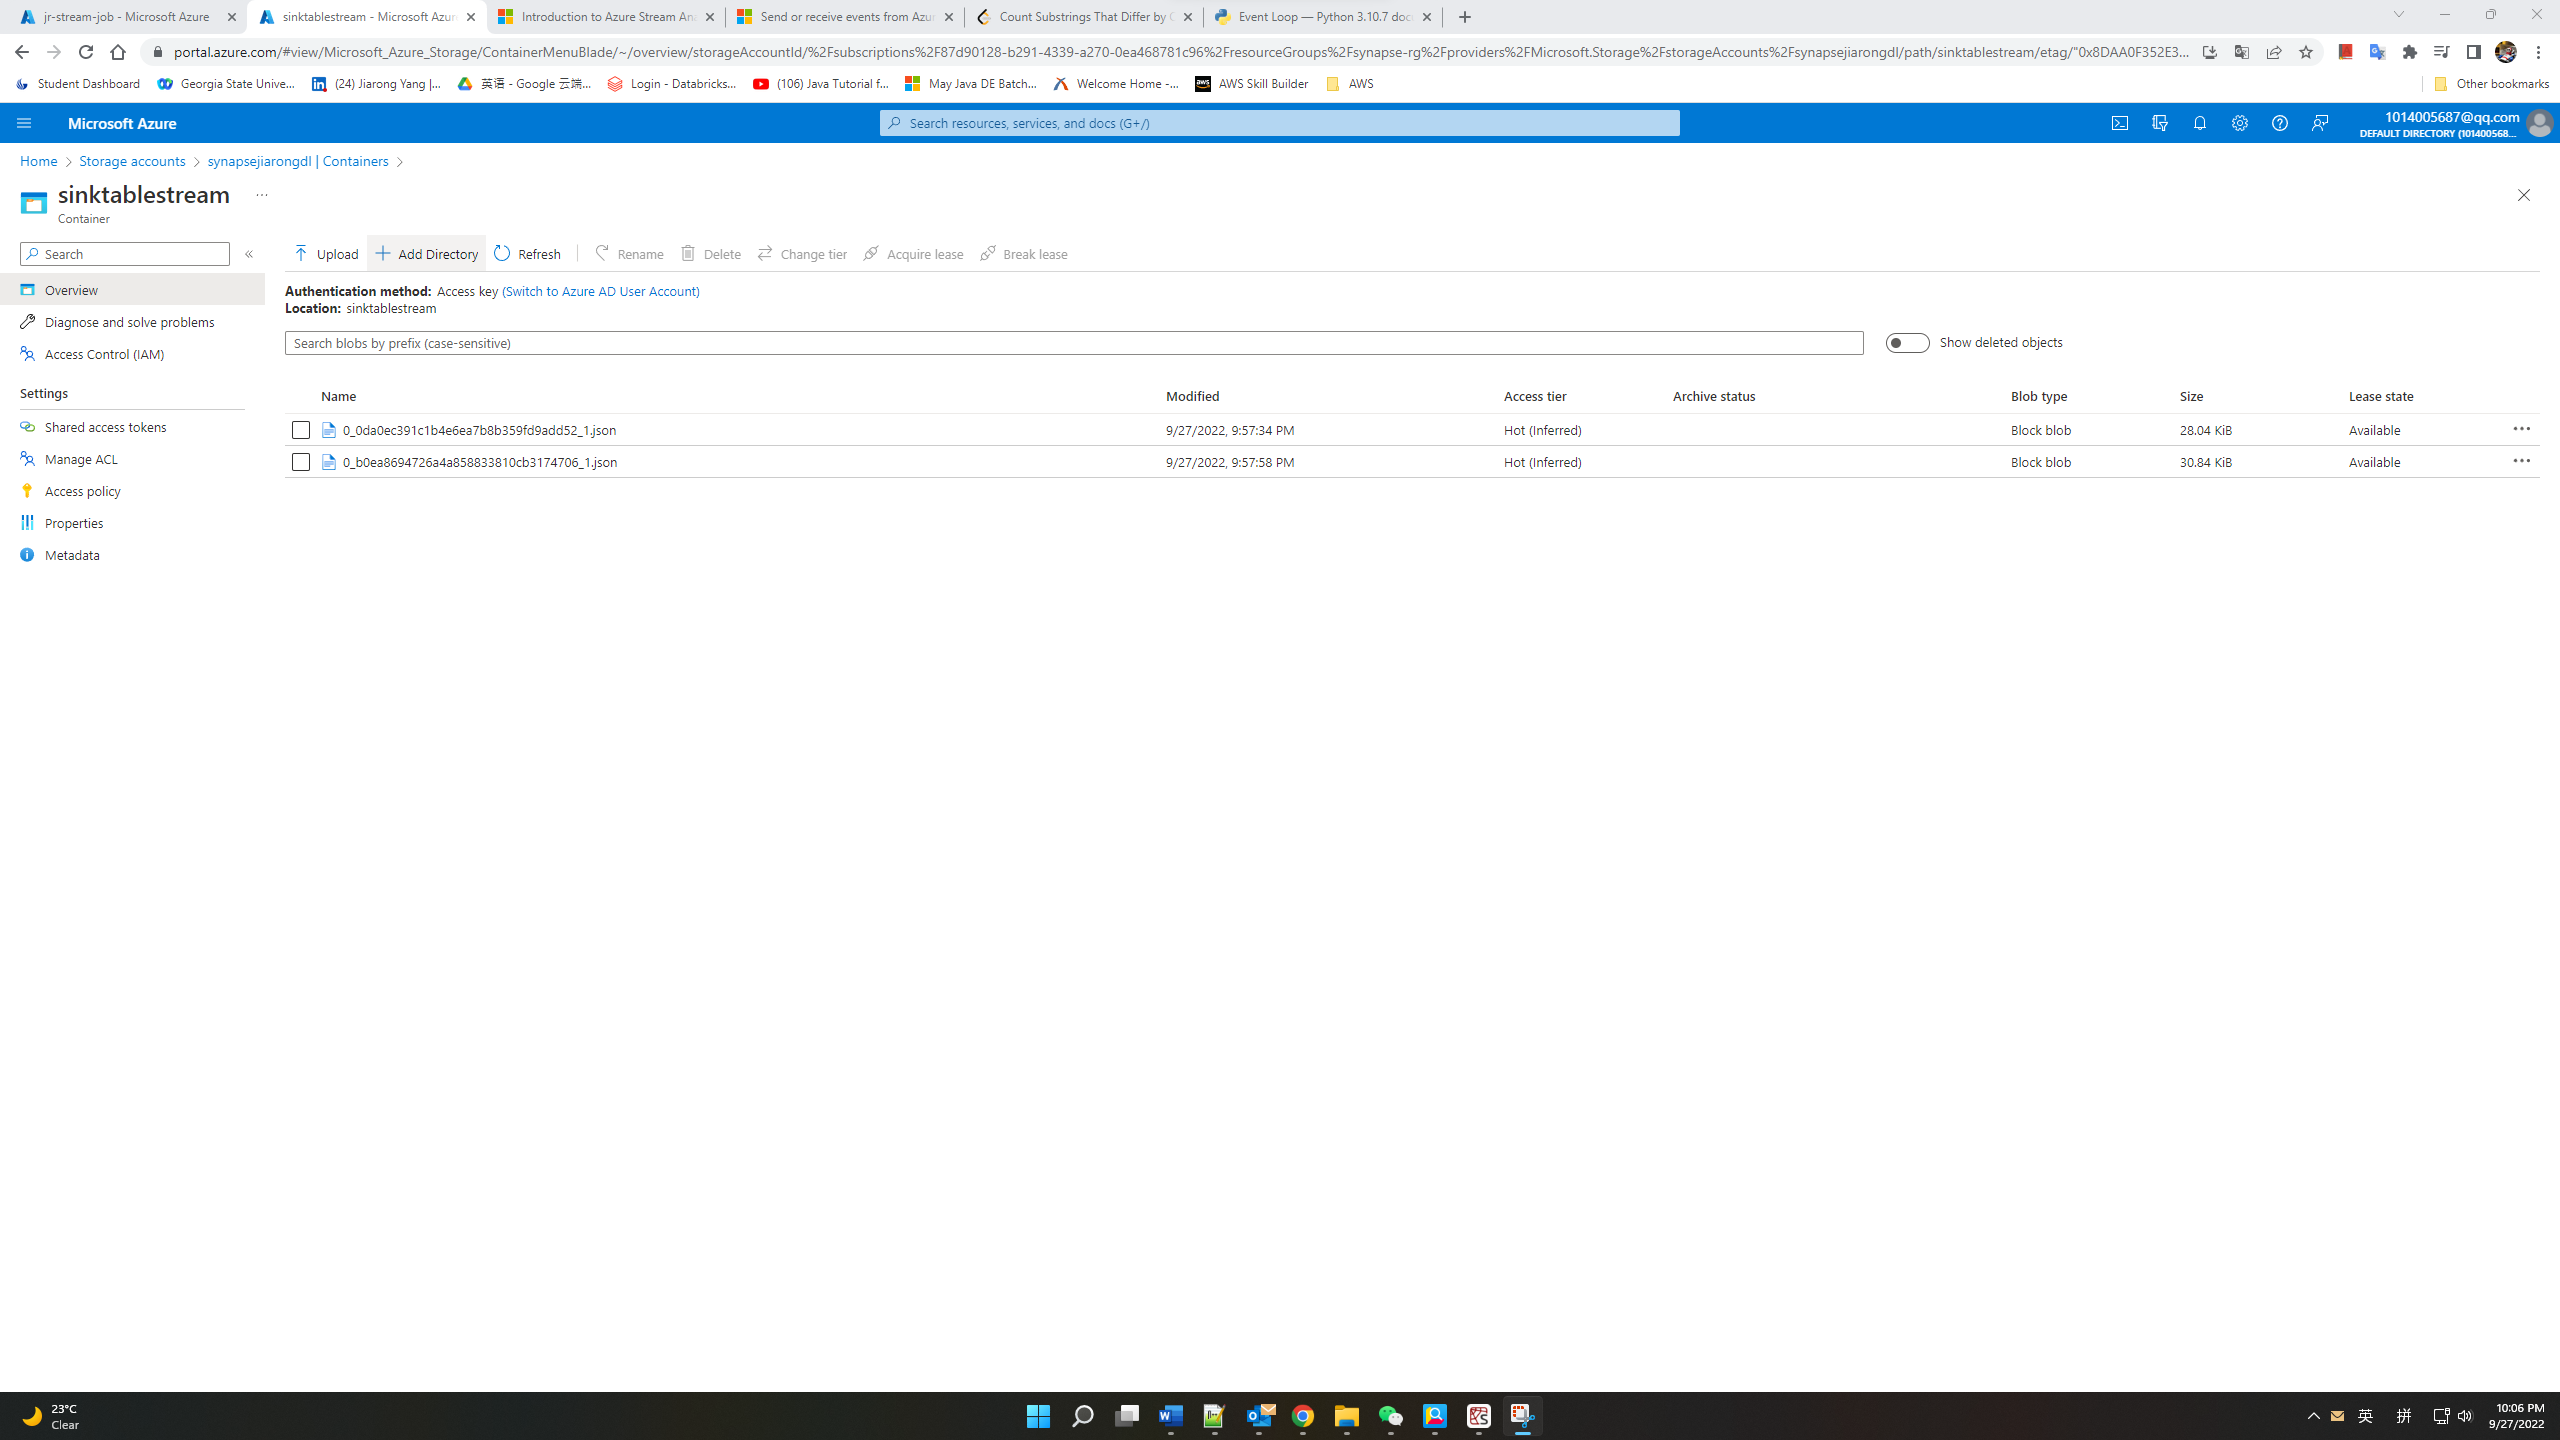 jr-stream-job - Microsoft Azure
sinktablestream - Microsoft Azure
Introduction to Azure Stream An
Send or receive events from Azu
Count Substrings That Differ by
Event Loop — Python 3.10.7 doc
portal.azure.com/#view/Microsoft_Azure_Storage/ContainerMenuBlade/~/overview/storageAccountId/%2Fsubscriptions%2F87d90128-b291-4339-a270-0ea468781c96%2FresourceGroups%2Fsynapse-rg%2Fproviders%2FMicrosoft.Storage%2FstorageAccounts%2Fsynapsejiarongdl/path/sinktablestream/etag/"0x8DAA0F352E3...
Student Dashboard
Georgia State Unive...
(24) Jiarong Yang |...
英语 - Google 云端...
Login - Databricks...
(106) Java Tutorial f...
May Java DE Batch...
Welcome Home -...
AWS Skill Builder
AWS
Other bookmarks
Microsoft Azure
Search resources, services, and docs (G+/)
1014005687@qq.com
DEFAULT DIRECTORY (101400568...
Home > Storage accounts > synapsejiarongdl | Containers >
sinktablestream ...
Container
Search
«
Upload
Add Directory
Refresh
Rename
Delete
Change tier
Acquire lease
Break lease
Overview
Diagnose and solve problems
Access Control (IAM)
Settings
Shared access tokens
Manage ACL
Access policy
Properties
Metadata
Authentication method: Access key (Switch to Azure AD User Account)
Location: sinktablestream
Search blobs by prefix (case-sensitive)
Show deleted objects
Name Modified Access tier Archive status Blob type Size Lease state
0_0da0ec391c1b4e6ea7b8b359fd9add52_1.json 9/27/2022, 9:57:34 PM Hot (Inferred) Block blob 28.04 KiB Available
0_b0ea8694726a4a858833810cb3174706_1.json 9/27/2022, 9:57:58 PM Hot (Inferred) Block blob 30.84 KiB Available
23°C
Clear
英
拼
10:06 PM
9/27/2022